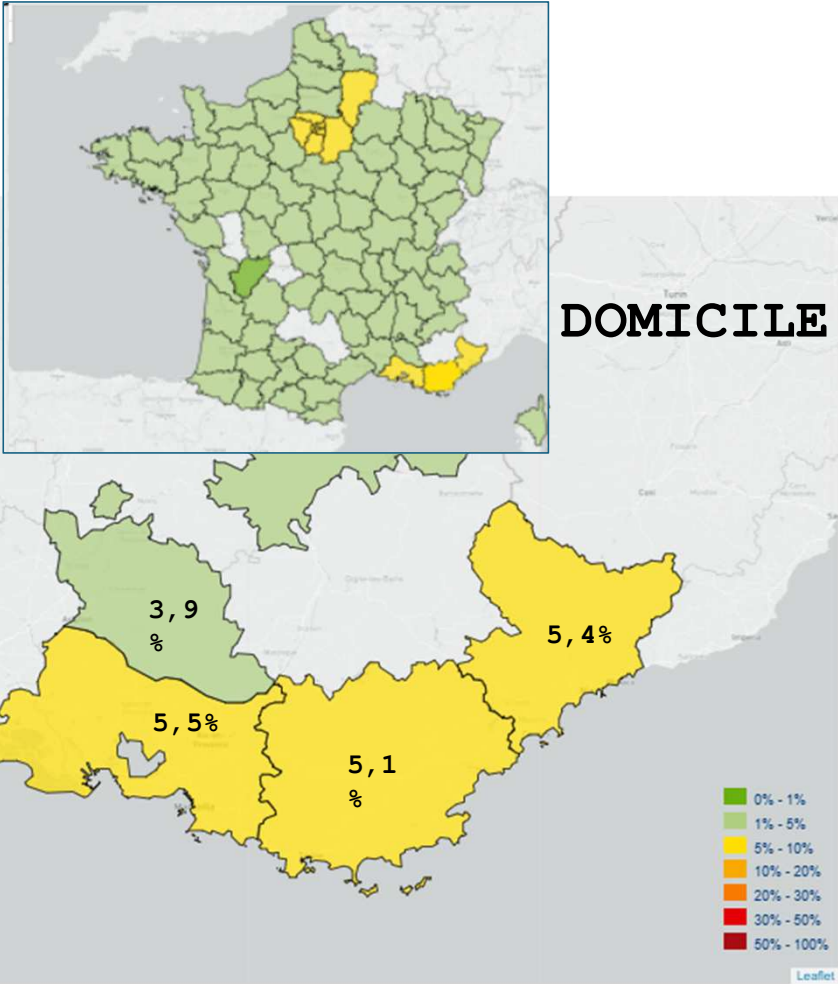 DOMICILE
Turin
3,9
%
5,4%
5,5%
5,1
%
0% - 1%
1% - 5%
5% - 10%
10% - 20%
20% - 30%
30% - 50%
50% - 100%
Leaflet